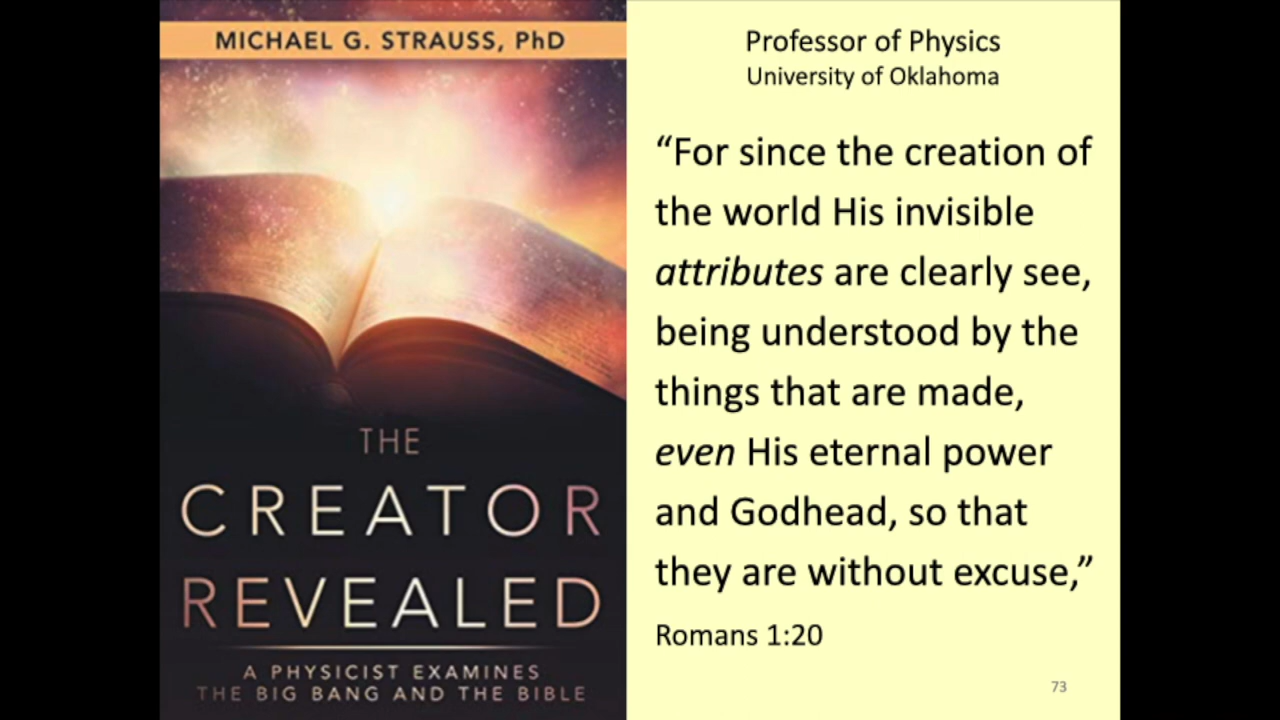 MICHAEL G. STRAUSS, PhD
THE
CREATOR
REVEALED
A PHYSICIST EXAMINES
THE BIG BANG AND THE BIBLE
Professor of Physics
University of Oklahoma
“For since the creation of
the world His invisible
attributes are clearly see,
being understood by the
things that are made,
even His eternal power
and Godhead, so that
they are without excuse,”
Romans 1:20
73